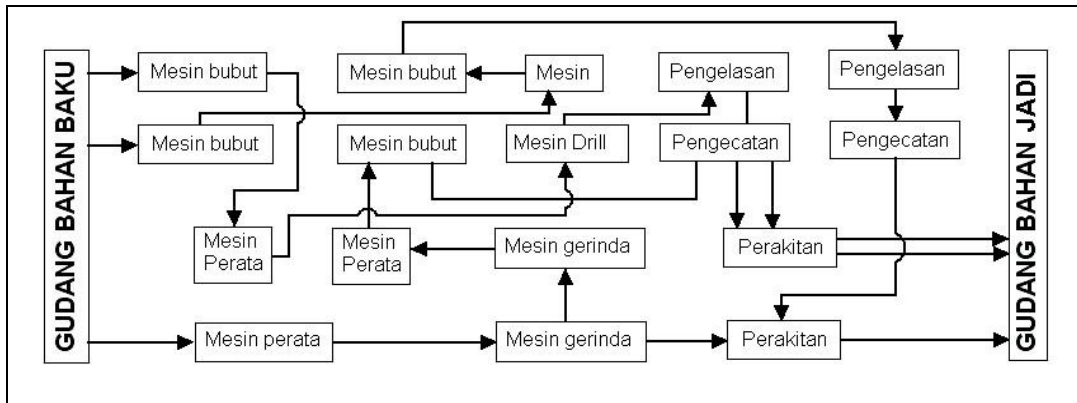 GUDANG BAHAN BAKU
Mesin bubut
Mesin bubut
Mesin
Pengelasan
Pengelasan
Mesin bubut
Mesin bubut
Mesin Drill
Pengecatan
Pengecatan
Mesin
Perata
Mesin
Perata
Mesin gerinda
Perakitan
Mesin perata
Mesin gerinda
Perakitan
GUDANG BAHAN JADI